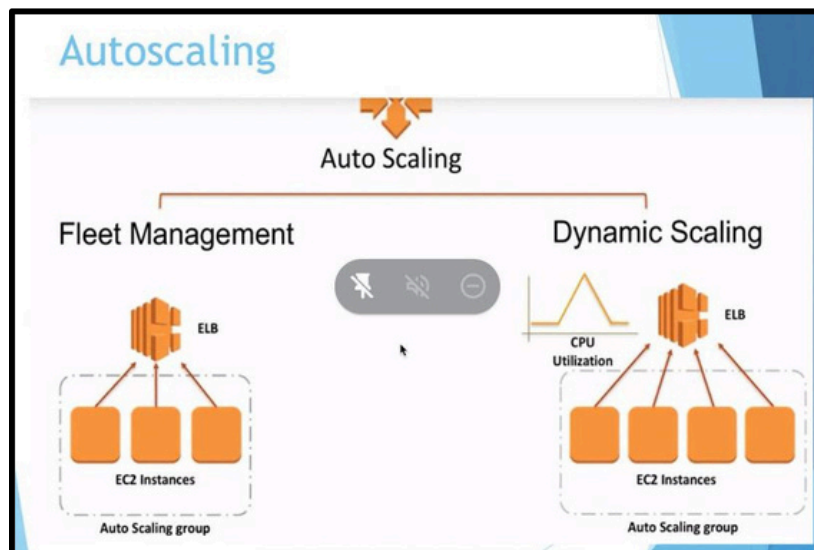 Autoscaling
Auto Scaling
Fleet Management
Dynamic Scaling
ELB
CPU
Utilization
ELB
EC2 Instances
Auto Scaling group
EC2 Instances
Auto Scaling group